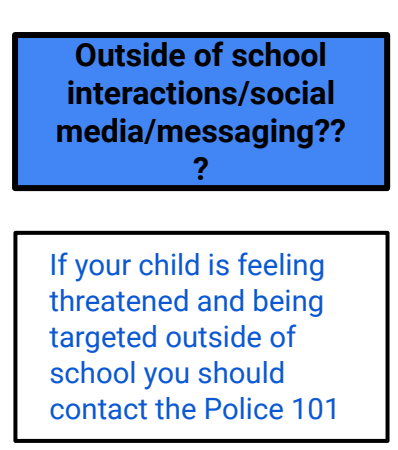 Outside of school
interactions/social
media/messaging??
?
If your child is feeling
threatened and being
targeted outside of
school you should
contact the Police 101